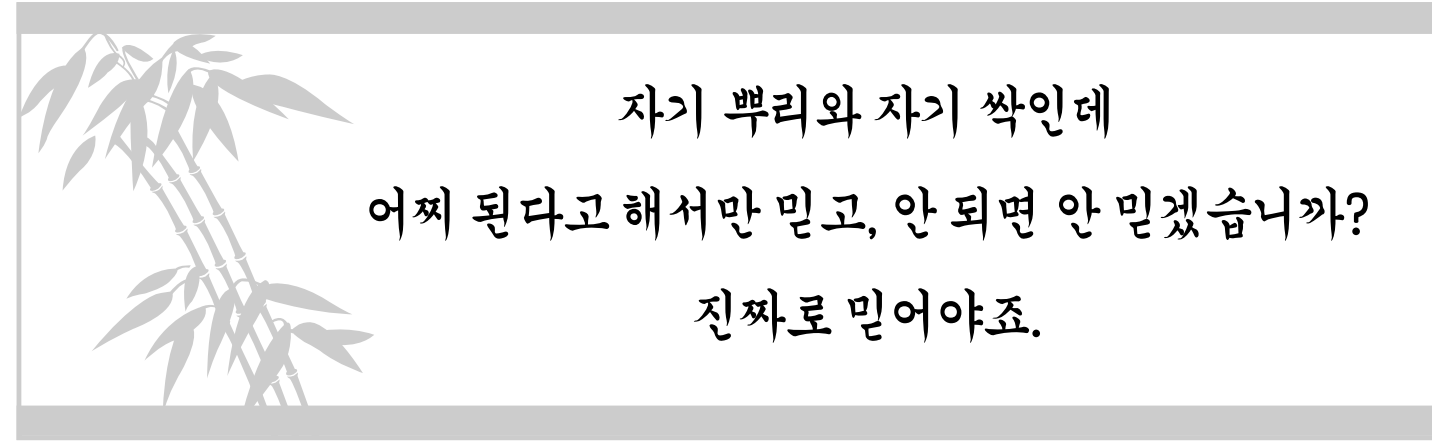 자기 뿌리와 자기 싹인데
어찌 된다고 해서만 믿고, 안 되면 안 믿겠습니까?
진짜로 믿어야죠.